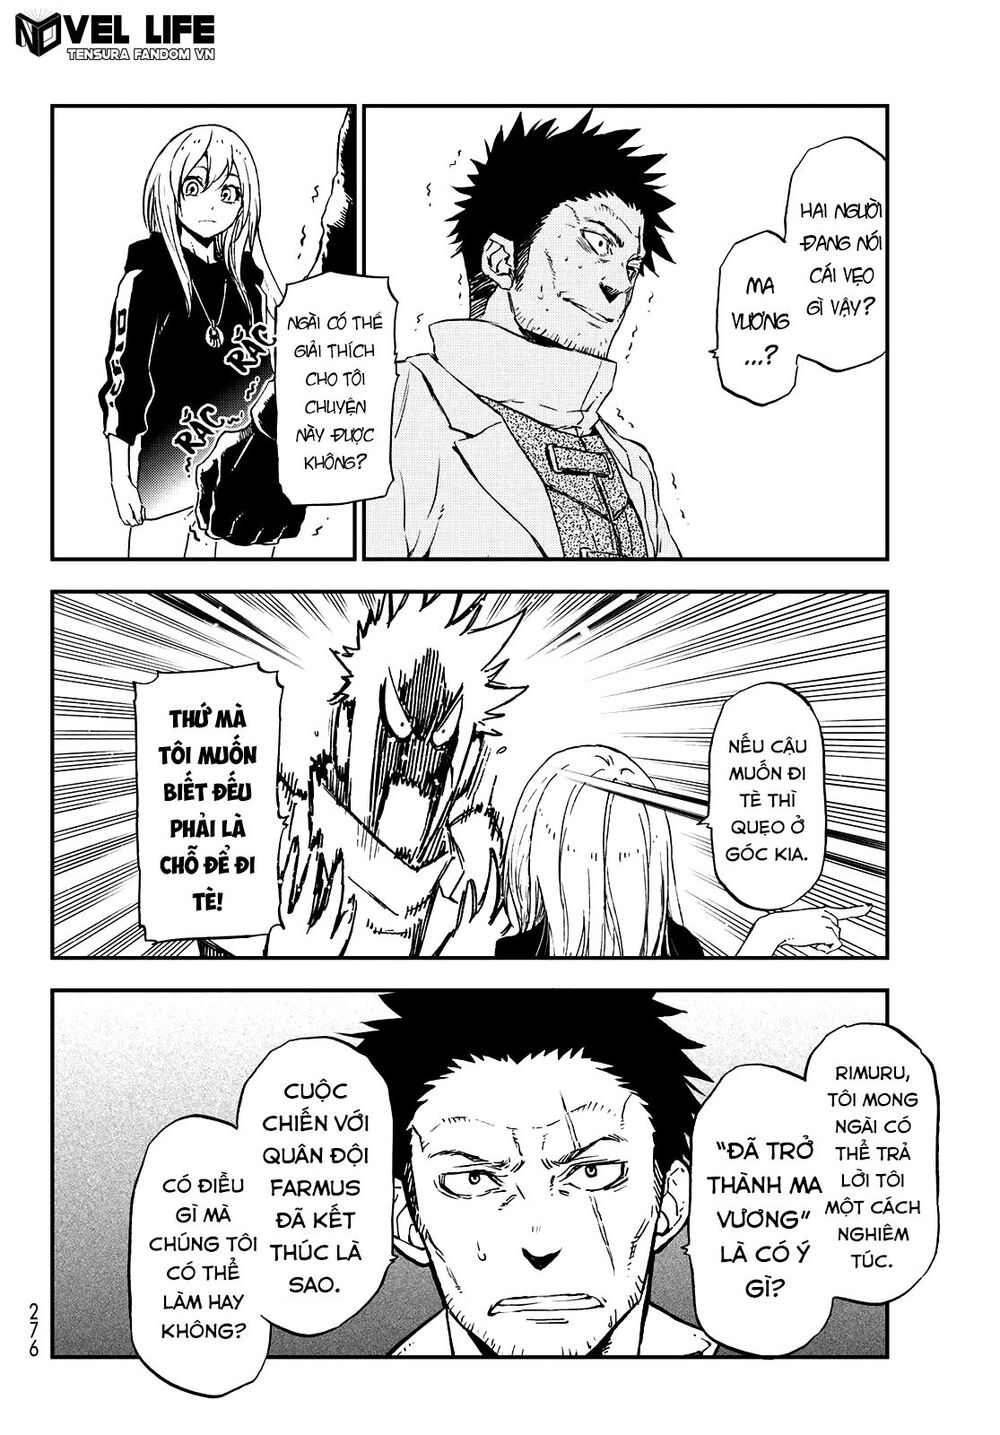 NOVEL LIFE
TENSURA FANDOM VN
HAI NGƯỜI
ĐANG NÓI
CÁI VẸO
GÌ VẬY?
MA
VƯƠNG
...?
NGÀI CÓ THỂ
GIẢI THÍCH
CHO TÔI
CHUYỆN
NÀY ĐƯỢC
KHÔNG?
RẮC
RẮC
NẾU CẬU
MUỐN ĐI
TÈ THÌ
QUẸO Ở
GÓC KIA.
THỨ MÀ
TÔI MUỐN
BIẾT ĐẾU
PHẢI LÀ
CHỖ ĐỂ ĐI
TÈ!
RIMURU,
TÔI MONG
NGÀI CÓ
THỂ TRẢ
LỜI TÔI
MỘT CÁCH
NGHIÊM
TÚC.
"ĐÃ TRỞ
THÀNH MA
VƯƠNG"
LÀ CÓ Ý
GÌ?
CUỘC
CHIẾN VỚI
QUÂN ĐỘI
FARMUS
ĐÃ KẾT
THÚC LÀ
SAO.
CÓ ĐIỀU
GÌ MÀ
CHÚNG TÔI
CÓ THỂ
LÀM HAY
KHÔNG?
276